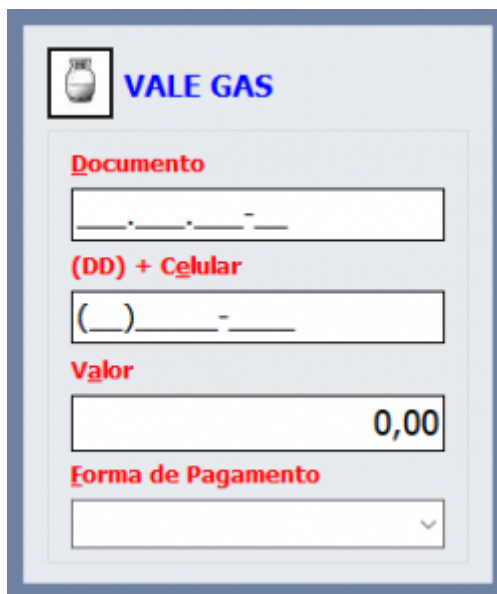 VALE GAS
Documento
___.___.___-__
(DD) + Celular
(__)_____-____
Valor
0,00
Forma de Pagamento